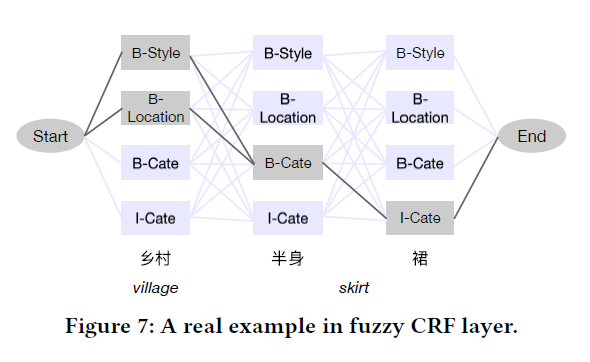 B-Style B-Style B-Style
B-
Location
B-
Location
B-
Location
Start
End
B-Cate B-Cate B-Cate
I-Cate I-Cate I-Cate
乡村 半身 裙
village skirt
Figure 7: A real example in fuzzy CRF layer.